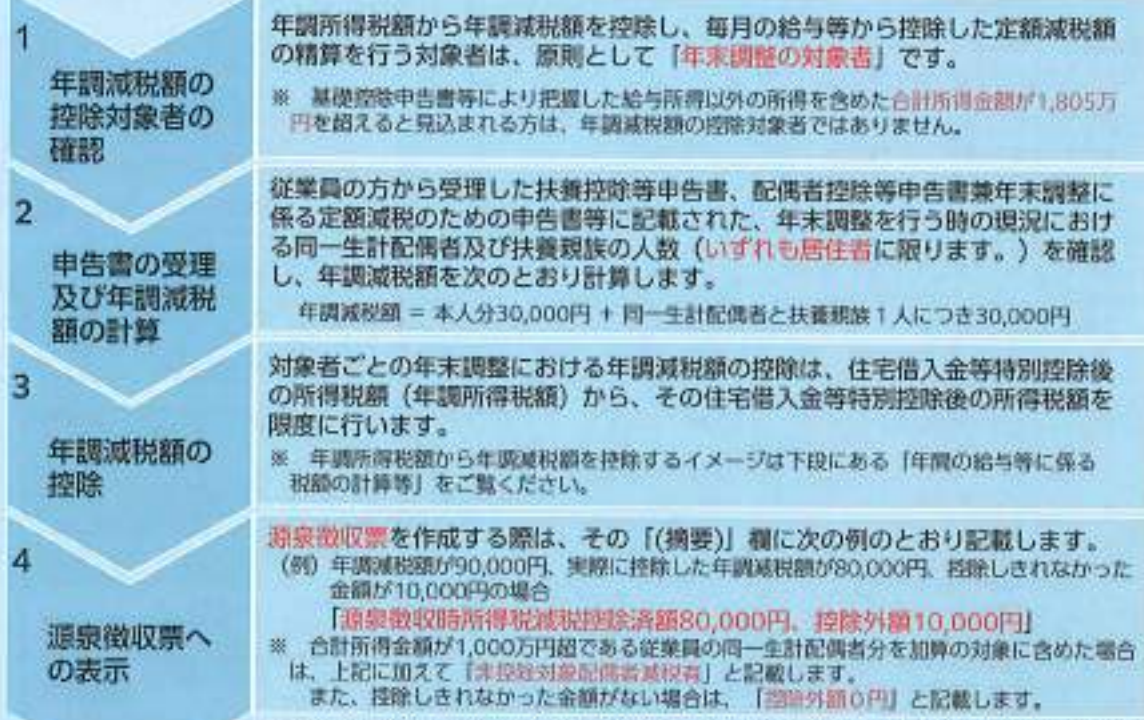 1
年調減税額の
控除対象者の
確認
年調所得税額から年調減税額を控除し、毎月の給与等から控除した定額減税額
の精算を行う対象者は、原則として「年末調整の対象者」です。
※　基礎控除申告書等により把握した給与所得以外の所得を含めた合計所得金額が1,805万
円を超えると見込まれる方は、年調減税額の控除対象者ではありません。
2
申告書の受理
及び年調減税
額の計算
従業員の方から受理した扶養控除等申告書、配偶者控除等申告書兼年末調整に
係る定額減税のための申告書等に記載された、年末調整を行う時の現況におけ
る同一生計配偶者及び扶養親族の人数（いずれも居住者に限ります。）を確認
し、年調減税額を次のとおり計算します。
年調減税額 ＝ 本人分30,000円 ＋ 同一生計配偶者と扶養親族１人につき30,000円
3
年調減税額の
控除
対象者ごとの年末調整における年調減税額の控除は、住宅借入金等特別控除後
の所得税額（年調所得税額）から、その住宅借入金等特別控除後の所得税額を
限度に行います。
※　年調所得税額から年調減税額を控除するイメージは下段にある「年間の給与等に係る
税額の計算等」をご覧ください。
4
源泉徴収票へ
の表示
源泉徴収票を作成する際は、その「(摘要)」欄に次の例のとおり記載します。
（例）年調減税額が90,000円、実際に控除した年調減税額が80,000円、控除しきれなかった
金額が10,000円の場合
「源泉徴収時所得税減税控除済額80,000円、控除外額10,000円」
※　合計所得金額が1,000万円超である従業員の同一生計配偶者分を加算の対象に含めた場合
は、上記に加えて「非控除対象配偶者減税有」と記載します。
また、控除しきれなかった金額がない場合は、「控除外額０円」と記載します。